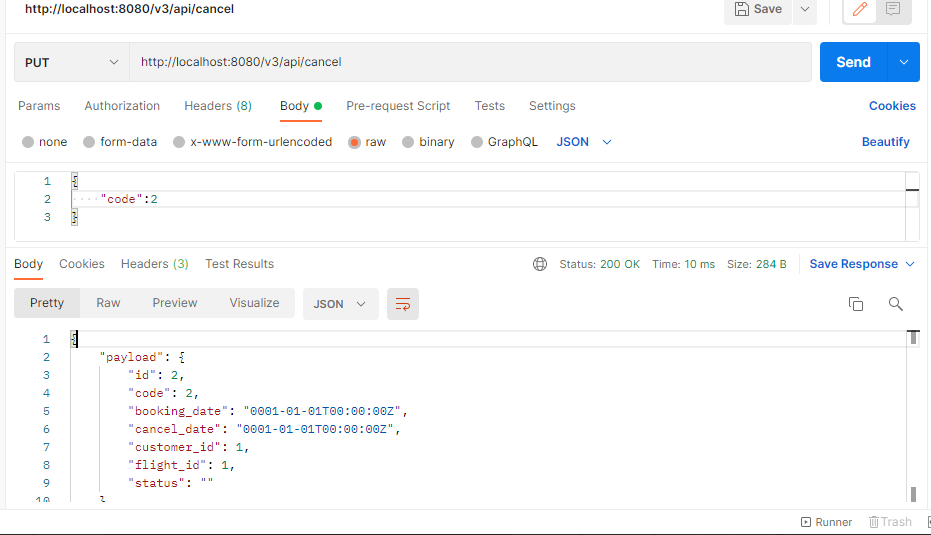 http://localhost:8080/v3/api/cancel
Save
PUT http://localhost:8080/v3/api/cancel Send
Params Authorization Headers (8) Body Pre-request Script Tests Settings Cookies
none form-data x-www-form-urlencoded raw binary GraphQL JSON Beautify
1 {
2 "code":2
3 }
Body Cookies Headers (3) Test Results Status: 200 OK Time: 10 ms Size: 284 B Save Response
Pretty Raw Preview Visualize JSON
1 {
2 "payload": {
3 "id": 2,
4 "code": 2,
5 "booking_date": "0001-01-01T00:00:00Z",
6 "cancel_date": "0001-01-01T00:00:00Z",
7 "customer_id": 1,
8 "flight_id": 1,
9 "status": ""
10 }
Runner Trash